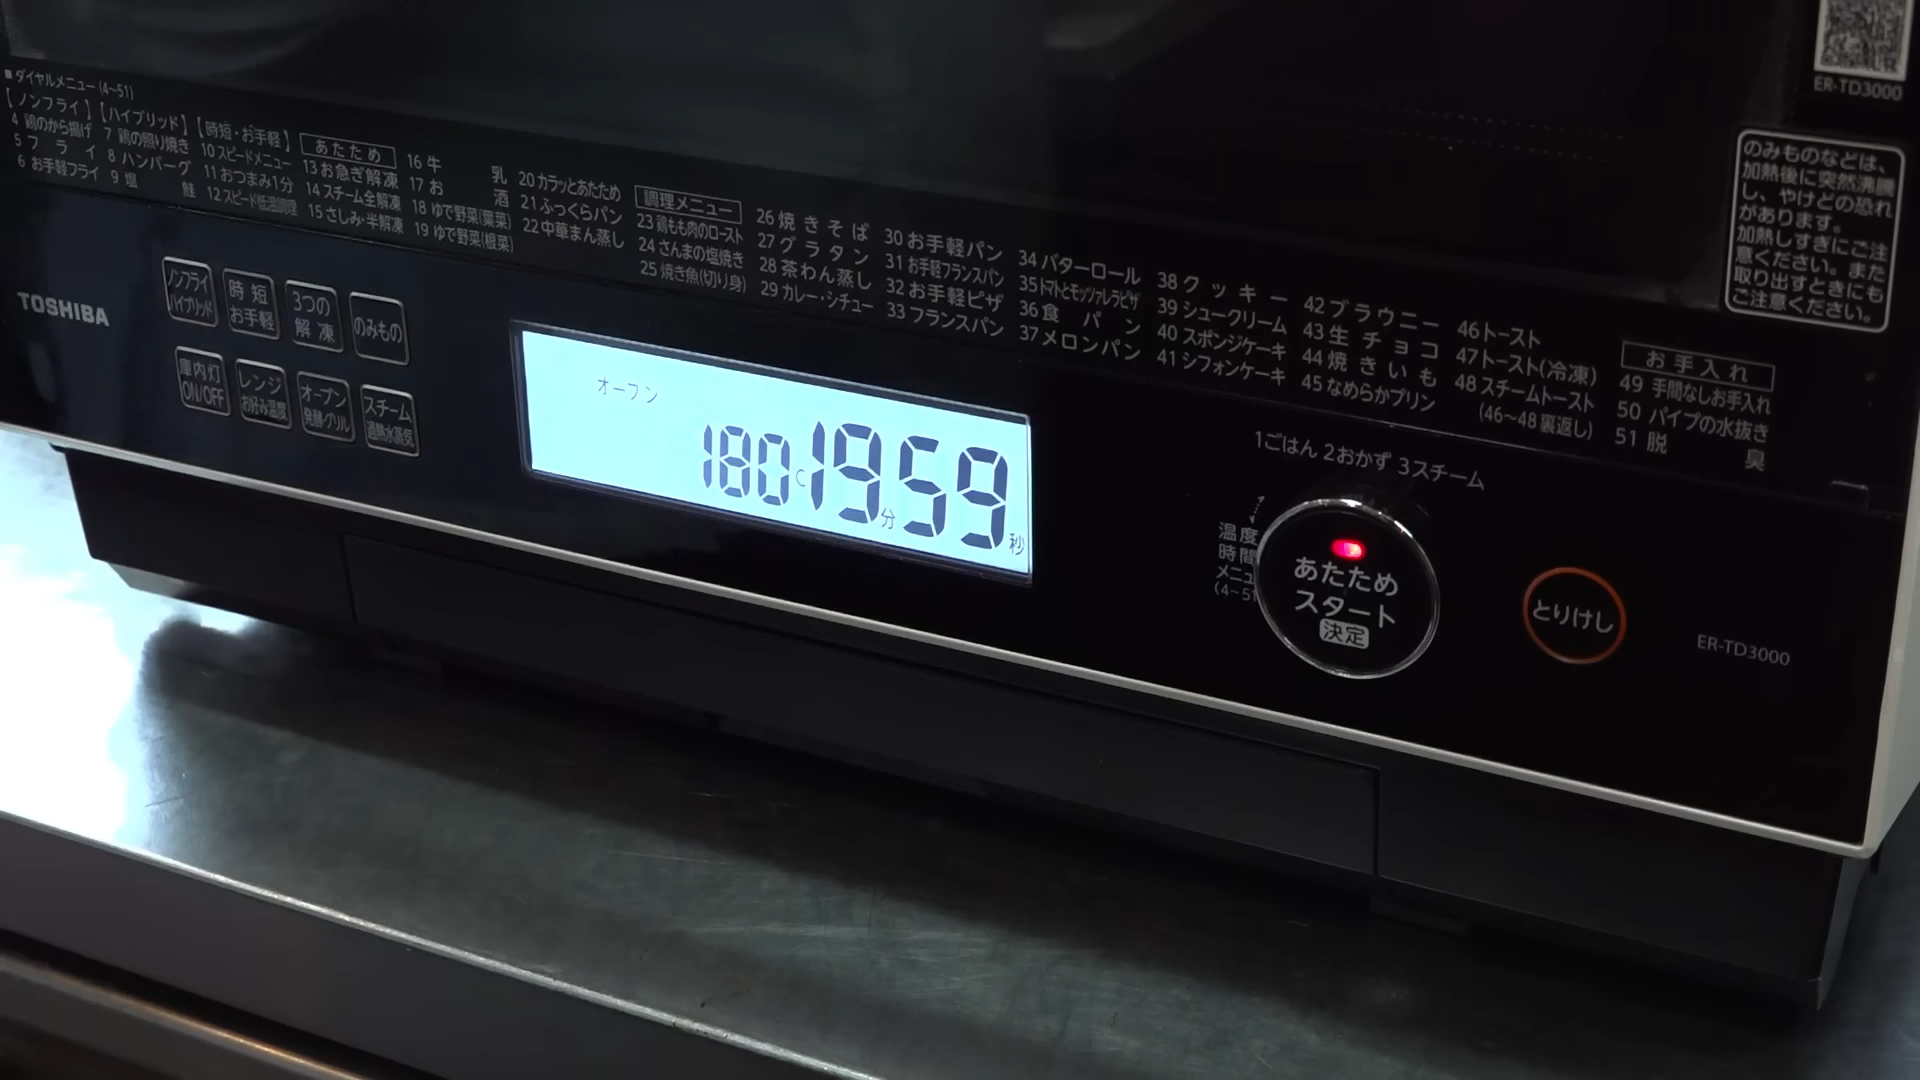 ER-TD3000
のみものなどは、
加熱後に突然沸騰
し、やけどの恐れ
があります。
加熱しすぎにご注
意ください。また
取り出すときにも
ご注意ください。
■ダイヤルメニュー(4~51)
【ノンフライ】
4 鶏のから揚げ
5 フライ
6 お手軽フライ
【ハイブリッド】
7 鶏の照り焼き
8 ハンバーグ
9 塩鮭
【時短・お手軽】
10 スピードメニュー
11 おつまみ1分
12 スピード低温調理
あたため
13 お急ぎ解凍
14 スチーム全解凍
15 さしみ・半解凍
16 牛乳
17 お酒
18 ゆで野菜(葉菜)
19 ゆで野菜(根菜)
20 カラッとあたため
21 ふっくらパン
22 中華まん蒸し
調理メニュー
23 鶏もも肉のロースト
24 さんまの塩焼き
25 焼き魚(切り身)
26 焼きそば
27 グラタン
28 茶わん蒸し
29 カレー・シチュー
30 お手軽パン
31 お手軽フランスパン
32 お手軽ピザ
33 フランスパン
34 バターロール
35 トマトとモッツァレラピザ
36 食パン
37 メロンパン
38 クッキー
39 シュークリーム
40 スポンジケーキ
41 シフォンケーキ
42 ブラウニー
43 生チョコ
44 焼きいも
45 なめらかプリン
46 トースト
47 トースト(冷凍)
48 スチームトースト
(46~48 裏返し)
お手入れ
49 手間なしお手入れ
50 パイプの水抜き
51 脱臭
TOSHIBA
ノンフライ
ハイブリッド
時短
お手軽
3つの
解凍
のみもの
庫内灯
ON/OFF
レンジ
お好み温度
オーブン
発酵/グリル
スチーム
過熱水蒸気
オーブン
180℃19分59秒
1ごはん 2おかず 3スチーム
温度
時間
メニュ
(4~51
あたため
スタート
決定
とりけし
ER-TD3000